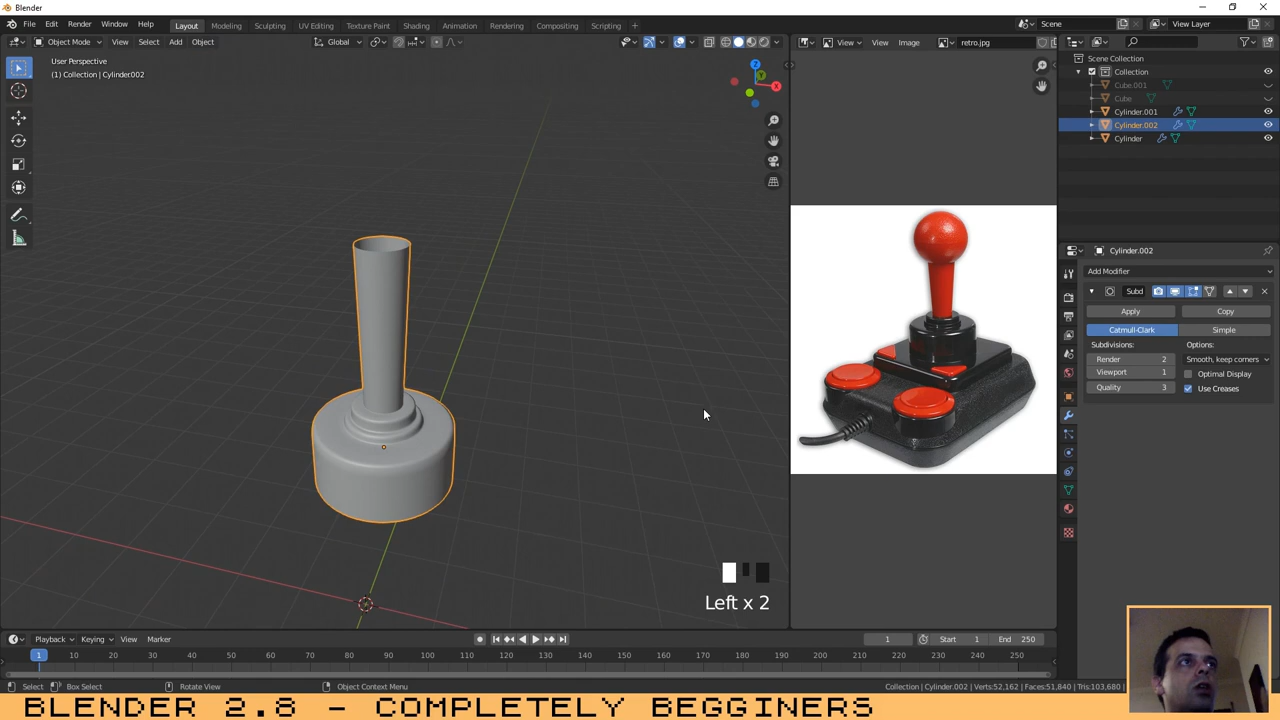 Blender
File Edit Render Window Help Layout Modeling Sculpting UV Editing Texture Paint Shading Animation Rendering Compositing Scripting + Scene View Layer
Object Mode View Select Add Object Global View View Image retro.jpg
User Perspective
(1) Collection | Cylinder.002
Z
Y
X
Scene Collection
Collection
Cube.001
Cube
Cylinder.001
Cylinder.002
Cylinder
Cylinder.002
Add Modifier
Subd
Apply Copy
Catmull-Clark Simple
Subdivisions: Options:
Render 2 Smooth, keep corners
Viewport 1 Optimal Display
Quality 3 Use Creases
Left x 2
Playback Keying View Marker 1 Start 1 End 250
1 10 20 30 40 50 60 70 80 90 100 110 120 130 140 150 160 170 180 190 200 210 220 230 240 250
Select Box Select Rotate View Object Context Menu Collection | Cylinder.002 | Verts:52,162 | Faces:51,840 | Tris:103,680 |
BLENDER 2.8 - COMPLETELY BEGGINERS